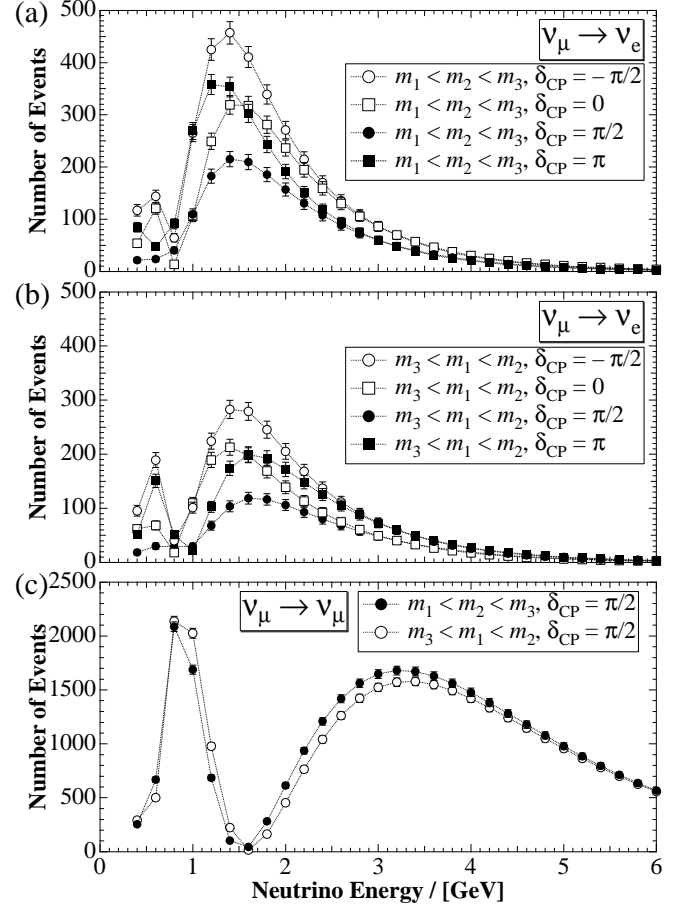 (a)
500
400
300
200
100
0
Number of Events
νμ → νe
m1 < m2 < m3, δCP = − π/2
m1 < m2 < m3, δCP = 0
m1 < m2 < m3, δCP = π/2
m1 < m2 < m3, δCP = π
(b)
500
400
300
200
100
0
Number of Events
νμ → νe
m3 < m1 < m2, δCP = − π/2
m3 < m1 < m2, δCP = 0
m3 < m1 < m2, δCP = π/2
m3 < m1 < m2, δCP = π
(c)
2500
2000
1500
1000
500
0
Number of Events
νμ → νμ
m1 < m2 < m3, δCP = π/2
m3 < m1 < m2, δCP = π/2
0 1 2 3 4 5 6
Neutrino Energy / [GeV]